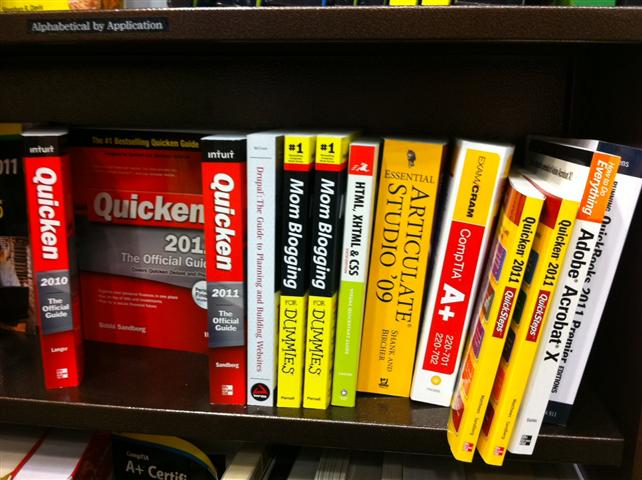 Alphabetical by Application
2011
intuit
Quicken
2010
The
Official
Guide
Langer
The #1 Bestselling Quicken Guide
Quicken
201
The Official
Bobbi Sandberg
intuit
Quicken
2011
The
Official
Guide
Sandberg
Drupal: The Guide to Planning and Building Websites
#1
Mom Blogging
FOR
DUMMIES
Purcell
#1
Mom Blogging
FOR
DUMMIES
Purcell
HTML, XHTML & CSS
ESSENTIAL
ARTICULATE
STUDIO '09
SHANK AND
BIRCHER
EXAM CRAM
CompTIA
A+
220-701
220-702
Quicken 2011
QuickSteps
Quicken 2011
QuickSteps
How to Do
Everything
Adobe Acrobat X
QuickBooks 2011 Premier
EDITIONS
CompTIA
A+ Certifi